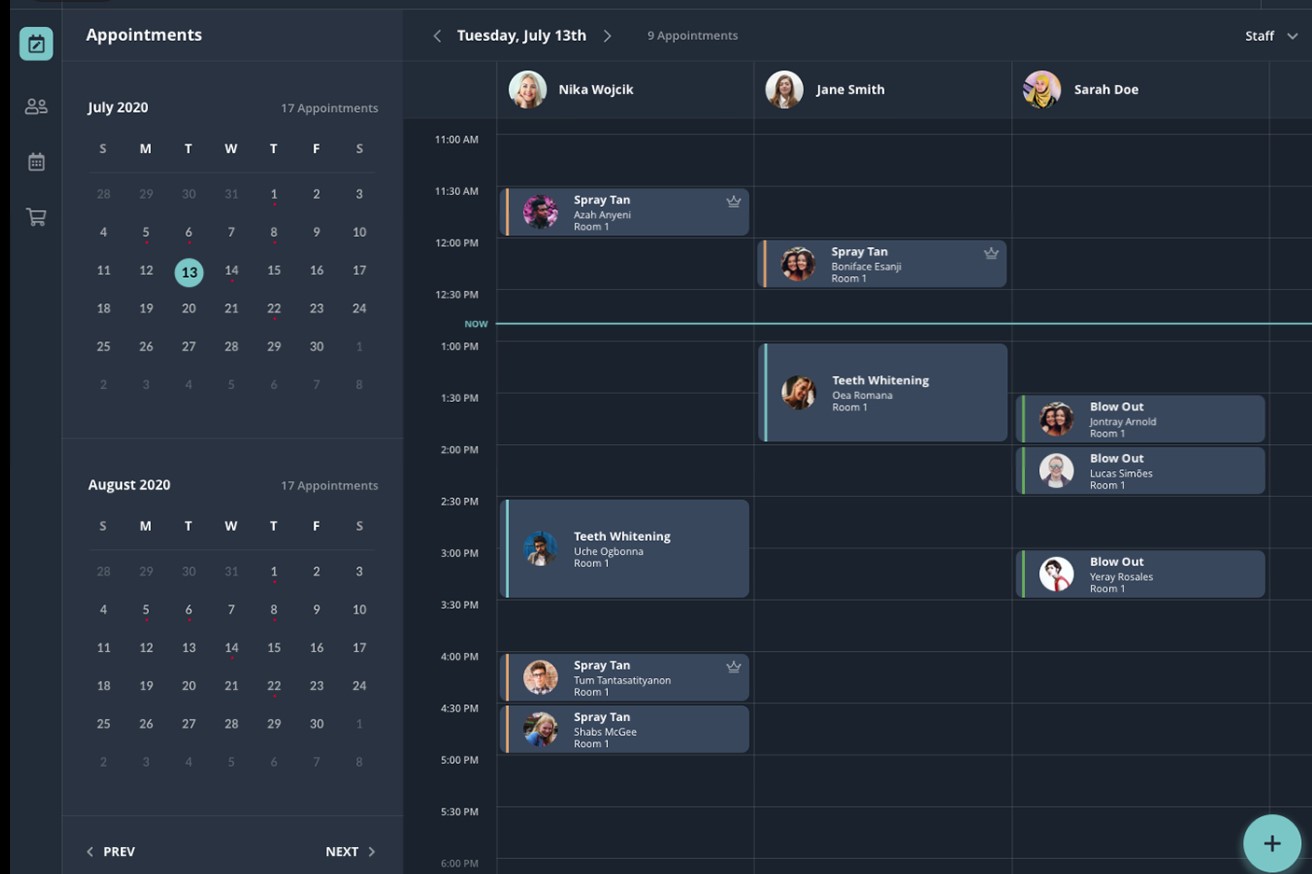 Appointments
July 2020 17 Appointments
S M T W T F S
28 29 30 31 1 2 3
4 5 6 7 8 9 10
11 12 13 14 15 16 17
18 19 20 21 22 23 24
25 26 27 28 29 30 1
2 3 4 5 6 7 8
August 2020 17 Appointments
S M T W T F S
28 29 30 31 1 2 3
4 5 6 7 8 9 10
11 12 13 14 15 16 17
18 19 20 21 22 23 24
25 26 27 28 29 30 1
2 3 4 5 6 7 8
PREV NEXT
Tuesday, July 13th 9 Appointments Staff
Nika Wojcik Jane Smith Sarah Doe
11:00 AM
11:30 AM
Spray Tan
Azah Anyeni
Room 1
12:00 PM
Spray Tan
Boniface Esanji
Room 1
12:30 PM
NOW
1:00 PM
Teeth Whitening
Oea Romana
Room 1
1:30 PM
Blow Out
Jontray Arnold
Room 1
2:00 PM
Blow Out
Lucas Simões
Room 1
2:30 PM
Teeth Whitening
Uche Ogbonna
Room 1
3:00 PM
Blow Out
Yeray Rosales
Room 1
3:30 PM
4:00 PM
Spray Tan
Tum Tantasatityanon
Room 1
4:30 PM
Spray Tan
Shabs McGee
Room 1
5:00 PM
5:30 PM
6:00 PM
+